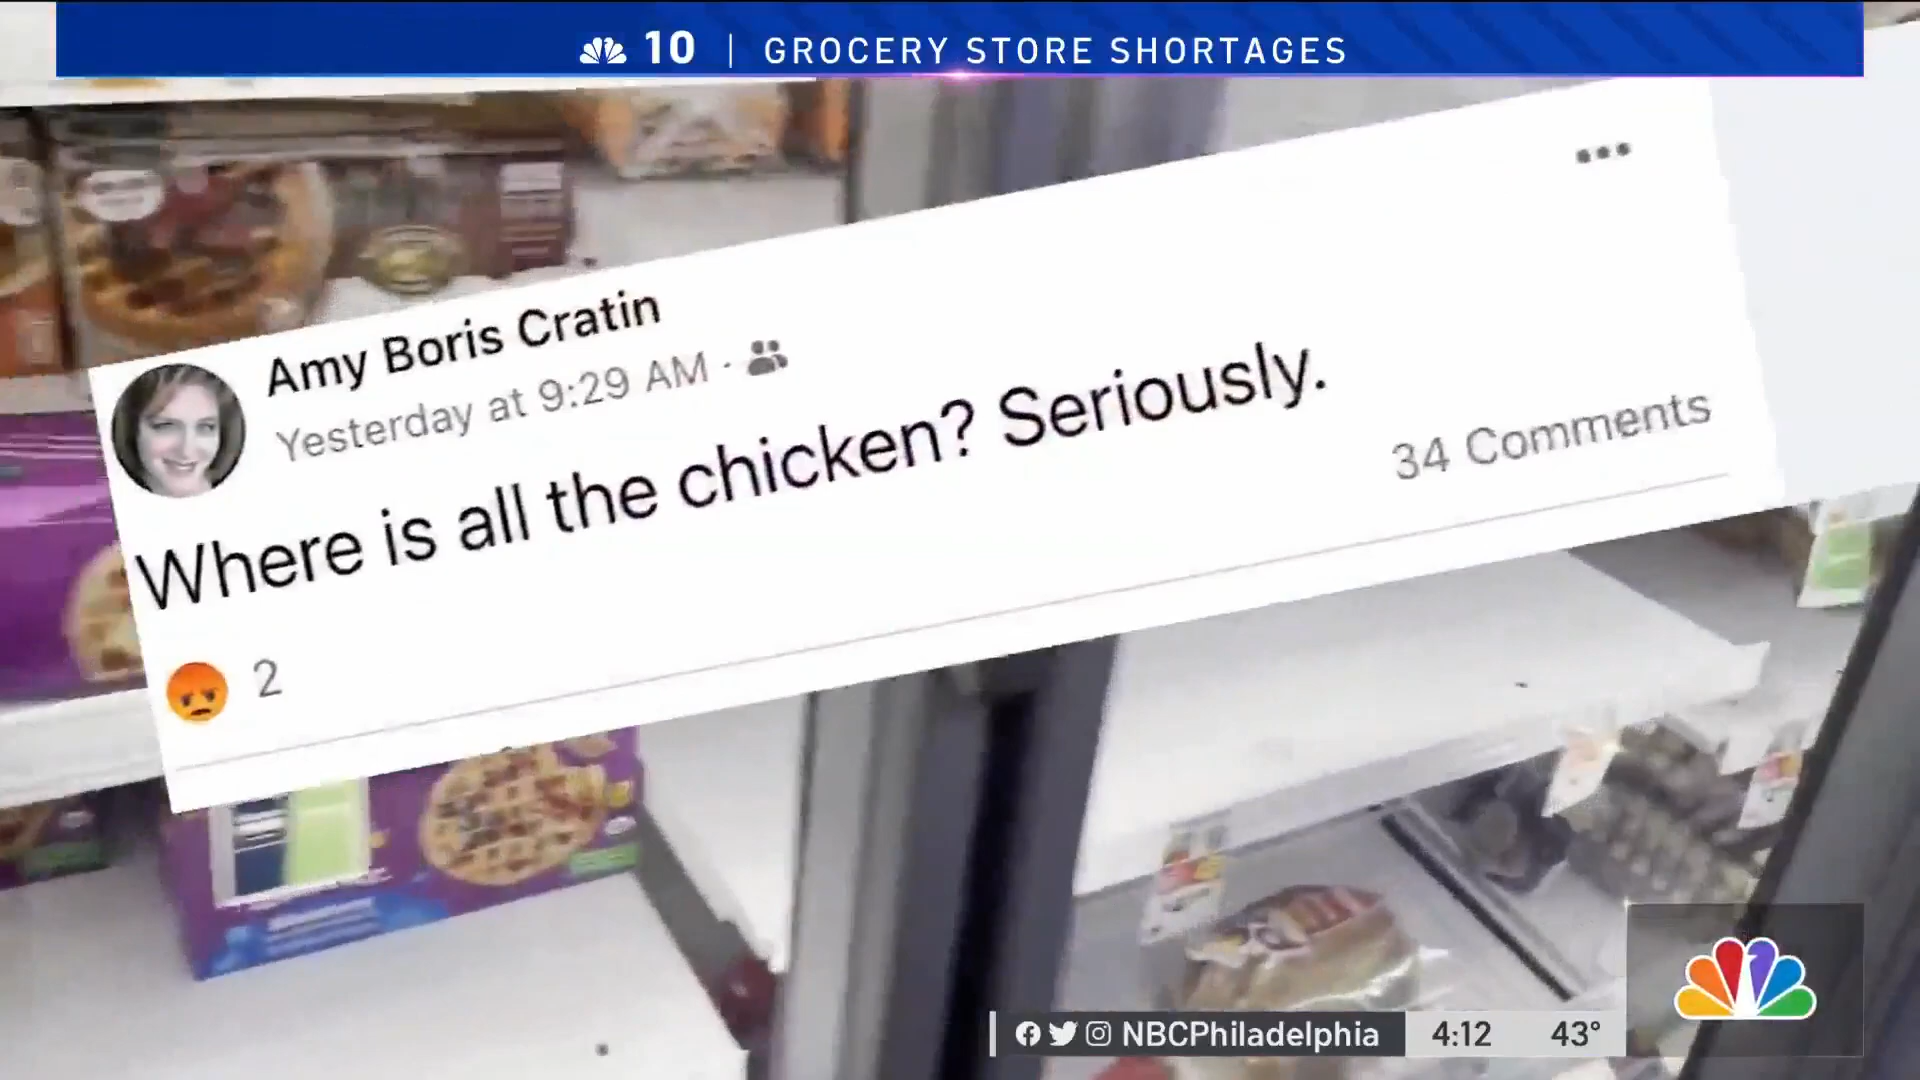 10 | GROCERY STORE SHORTAGES
Amy Boris Cratin
Yesterday at 9:29 AM ·
Where is all the chicken? Seriously.
34 Comments
2
NBCPhiladelphia 4:12 43°